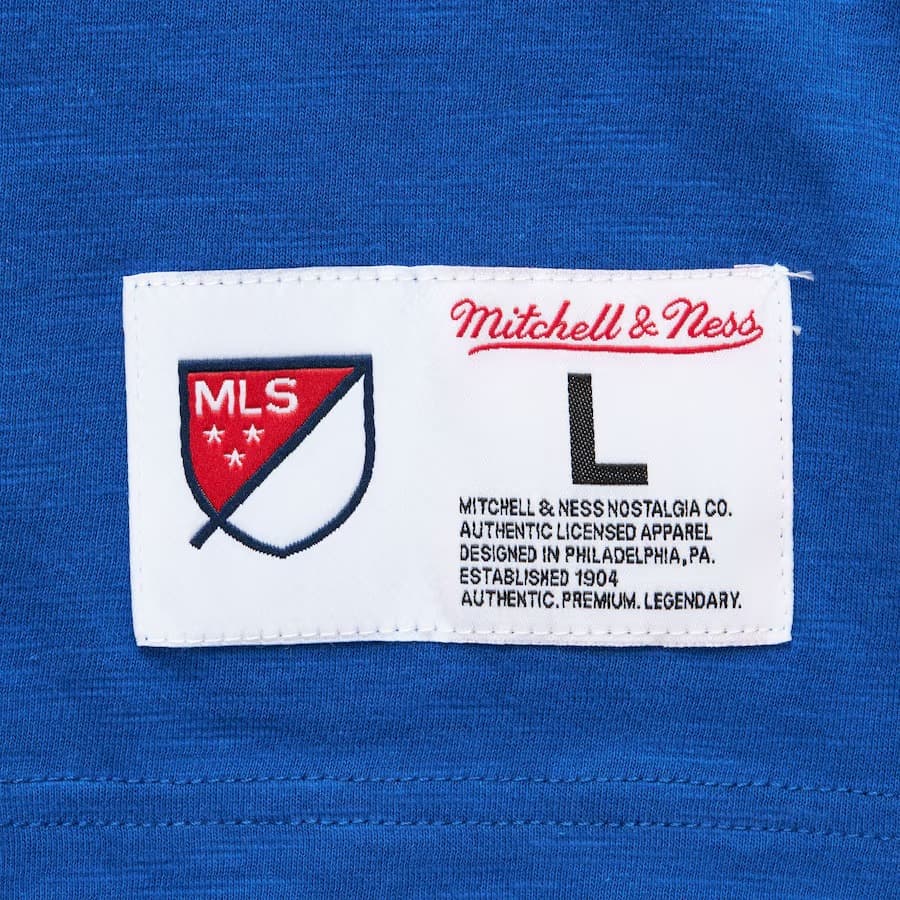 MLS
Mitchell & Ness
L
MITCHELL & NESS NOSTALGIA CO.
AUTHENTIC LICENSED APPAREL
DESIGNED IN PHILADELPHIA, PA.
ESTABLISHED 1904
AUTHENTIC. PREMIUM. LEGENDARY.